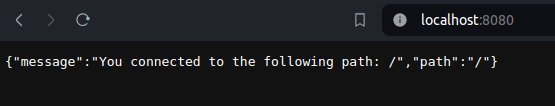 localhost:8080
{"message":"You connected to the following path: /","path":"/"}